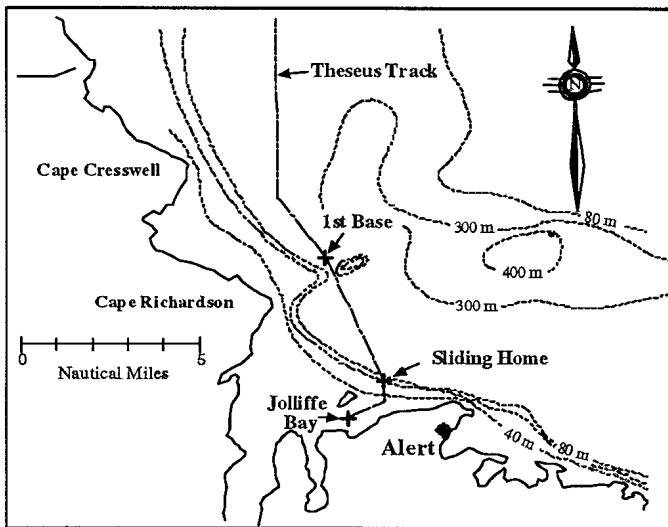 Theseus Track
N
Cape Cresswell
80 m
1st Base
300 m
400 m
Cape Richardson
300 m
0 5
Nautical Miles
Sliding Home
Jolliffe
Bay
Alert
40 m
80 m